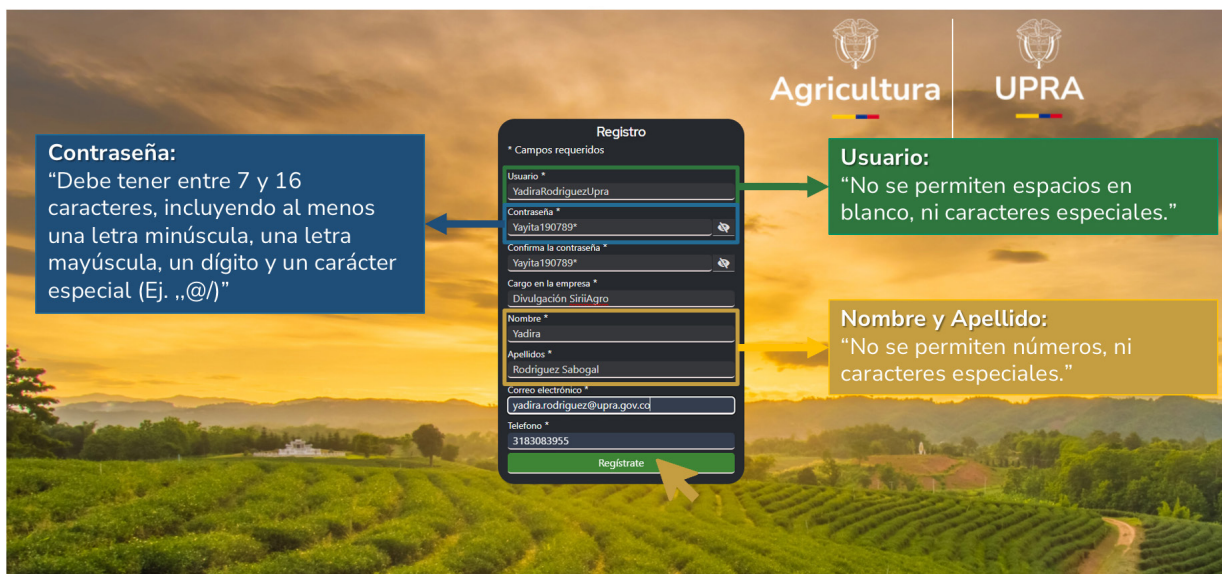 Agricultura
UPRA
Contraseña:
“Debe tener entre 7 y 16
caracteres, incluyendo al menos
una letra minúscula, una letra
mayúscula, un dígito y un carácter
especial (Ej. ,,@/)”
Registro
* Campos requeridos
Usuario *
YadiraRodriguezUpra
Contraseña *
Yayita190789*
Confirma la contraseña *
Yayita190789*
Cargo en la empresa *
Divulgación SiriiAgro
Nombre *
Yadira
Apellidos *
Rodriguez Sabogal
Correo electrónico *
yadira.rodriguez@upra.gov.co
Telefono *
3183083955
Regístrate
Usuario:
“No se permiten espacios en
blanco, ni caracteres especiales.”
Nombre y Apellido:
“No se permiten números, ni
caracteres especiales.”